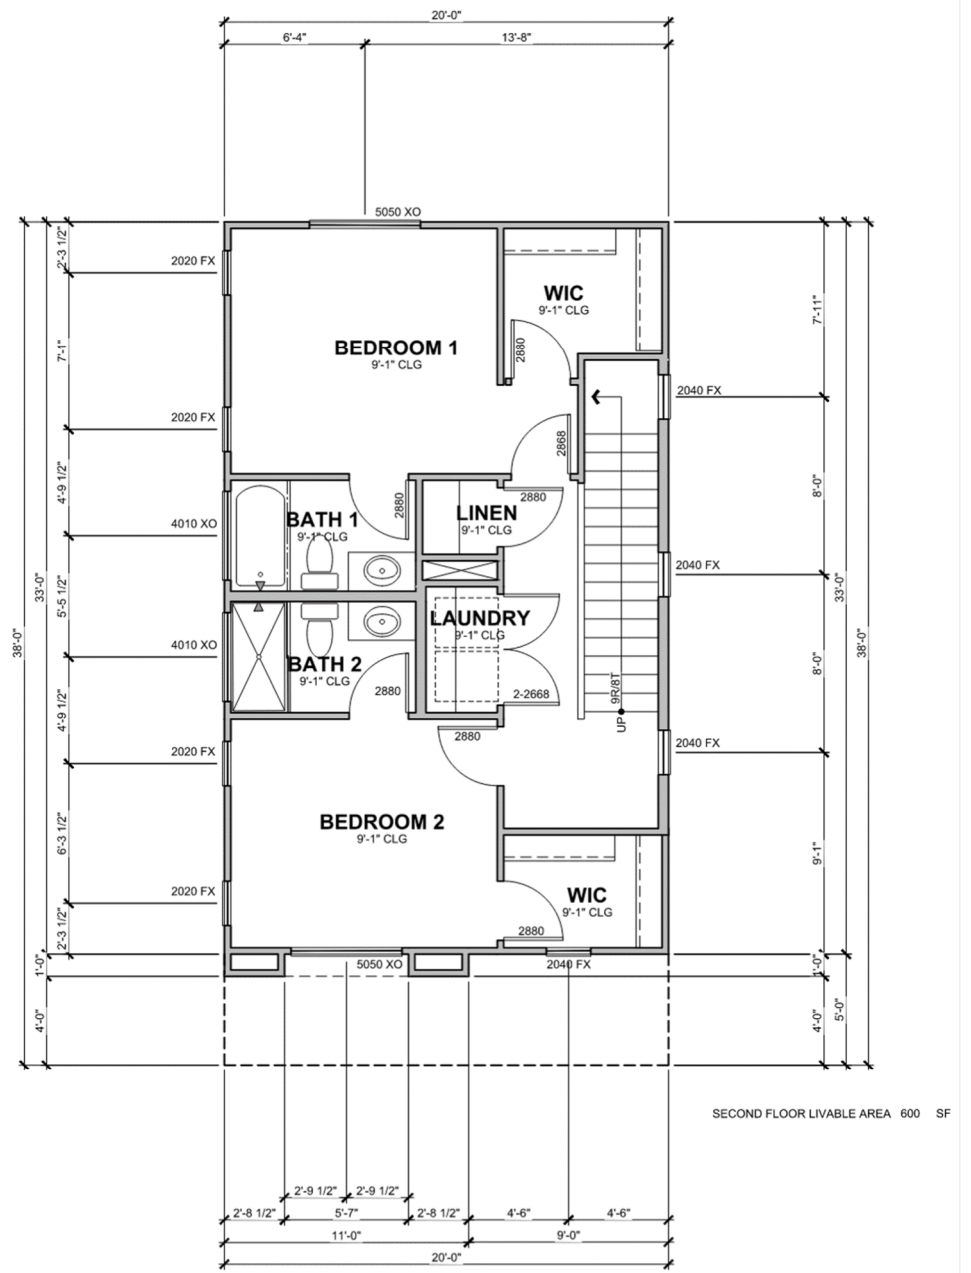 20'-0"
6'-4"
13'-8"
5050 XO
2'-3 1/2"
2020 FX
WIC
9'-1" CLG
7'-11"
BEDROOM 1
9'-1" CLG
2880
7'-1"
2040 FX
2020 FX
2868
4'-9 1/2"
8'-0"
2880
2880
LINEN
9'-1" CLG
BATH 1
9'-1" CLG
4010 XO
2040 FX
33'-0"
5'-5 1/2"
33'-0"
38'-0"
LAUNDRY
9'-1" CLG
38'-0"
4010 XO
8'-0"
BATH 2
9'-1" CLG
2880
2-2668
9R/8T
UP
4'-9 1/2"
2880
2040 FX
2020 FX
BEDROOM 2
9'-1" CLG
6'-3 1/2"
9'-1"
2020 FX
WIC
9'-1" CLG
2880
2'-3 1/2"
5050 XO
2040 FX
1'-0"
1'-0"
4'-0"
4'-0"
5'-0"
SECOND FLOOR LIVABLE AREA 600 SF
2'-9 1/2"
2'-9 1/2"
2'-8 1/2"
5'-7"
2'-8 1/2"
4'-6"
4'-6"
11'-0"
9'-0"
20'-0"